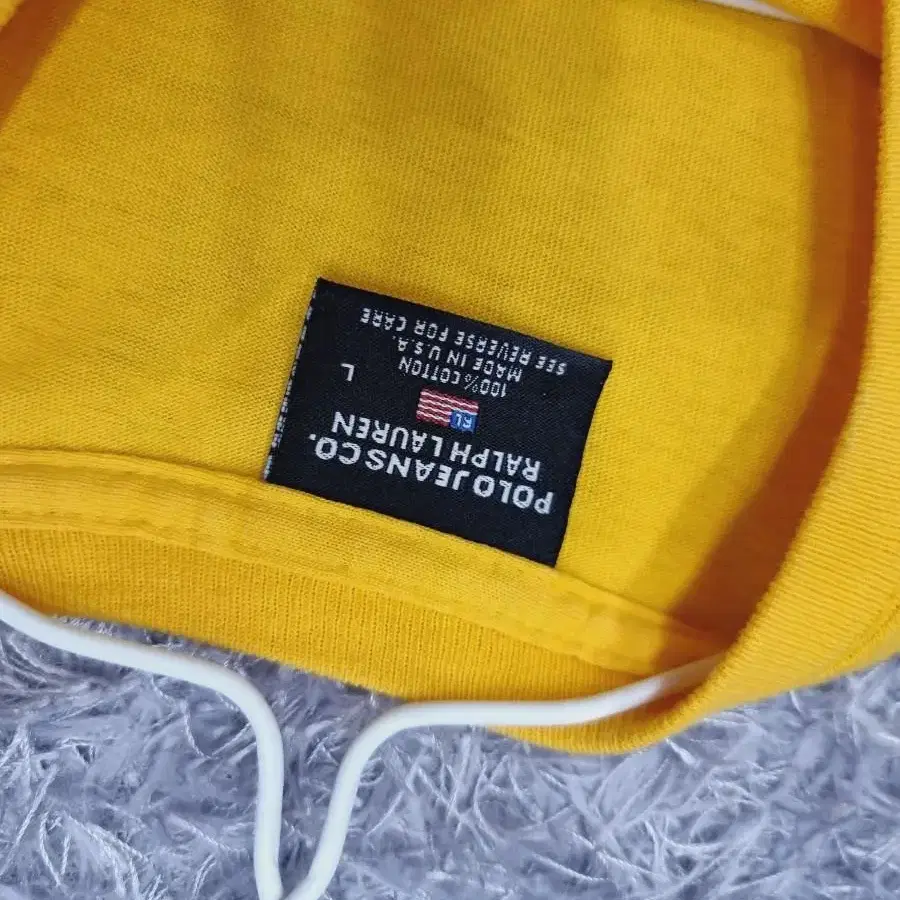 POLO JEANS CO.
RALPH LAUREN
RL
L
100% COTTON
MADE IN U.S.A.
SEE REVERSE FOR CARE